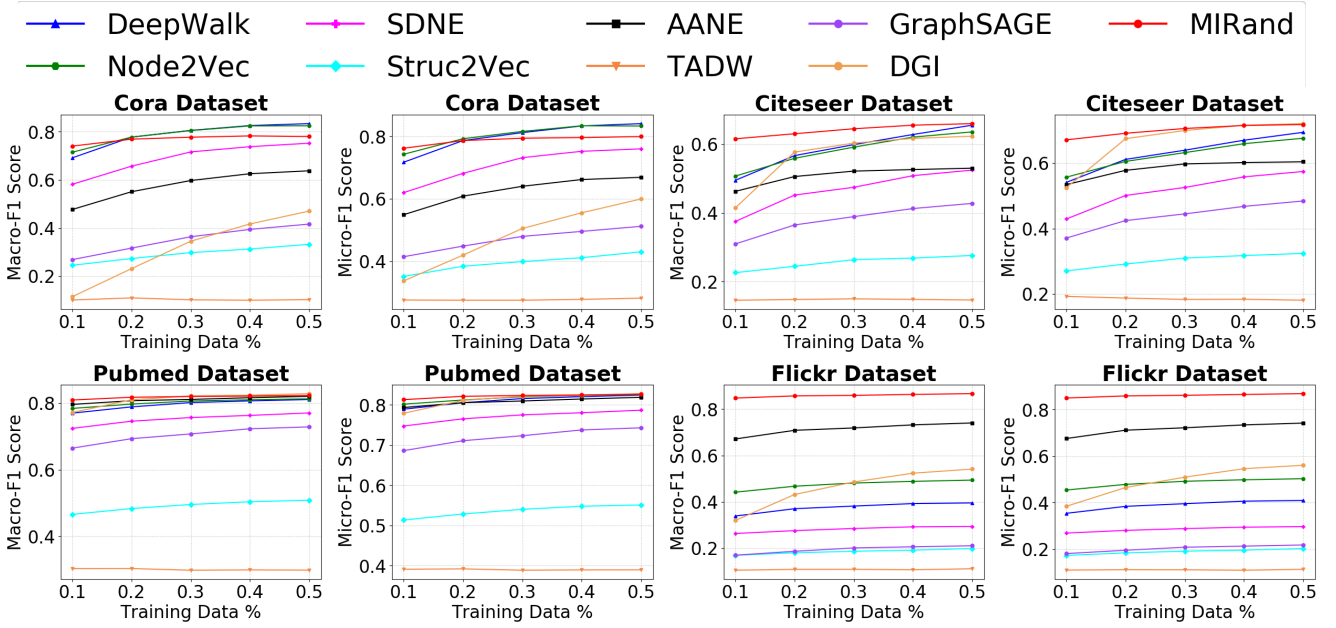 DeepWalk SDNE AANE GraphSAGE MIRand
Node2Vec Struc2Vec TADW DGI
Cora Dataset
Macro-F1 Score
0.8
0.6
0.4
0.2
0.1 0.2 0.3 0.4 0.5
Training Data %
Cora Dataset
Micro-F1 Score
0.8
0.6
0.4
0.1 0.2 0.3 0.4 0.5
Training Data %
Citeseer Dataset
Macro-F1 Score
0.6
0.4
0.2
0.1 0.2 0.3 0.4 0.5
Training Data %
Citeseer Dataset
Micro-F1 Score
0.6
0.4
0.2
0.1 0.2 0.3 0.4 0.5
Training Data %
Pubmed Dataset
Macro-F1 Score
0.8
0.6
0.4
0.1 0.2 0.3 0.4 0.5
Training Data %
Pubmed Dataset
Micro-F1 Score
0.8
0.7
0.6
0.5
0.4
0.1 0.2 0.3 0.4 0.5
Training Data %
Flickr Dataset
Macro-F1 Score
0.8
0.6
0.4
0.2
0.1 0.2 0.3 0.4 0.5
Training Data %
Flickr Dataset
Micro-F1 Score
0.8
0.6
0.4
0.2
0.1 0.2 0.3 0.4 0.5
Training Data %